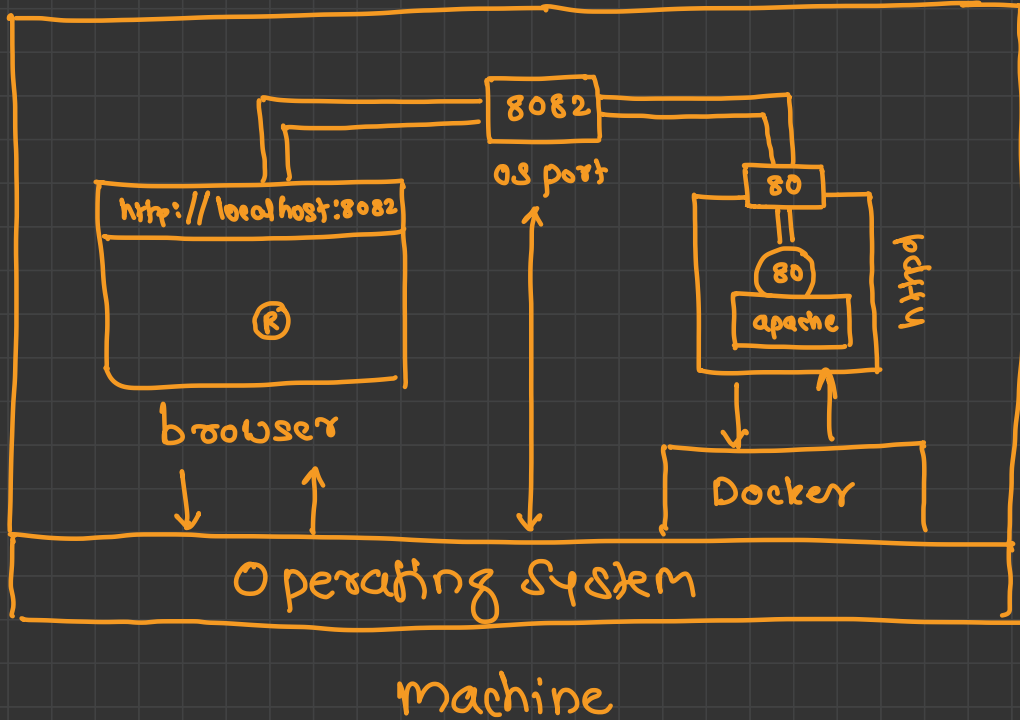 8082
os port
http://localhost:8082
80
80
apache
httpd
R
browser
Docker
Operating System
machine